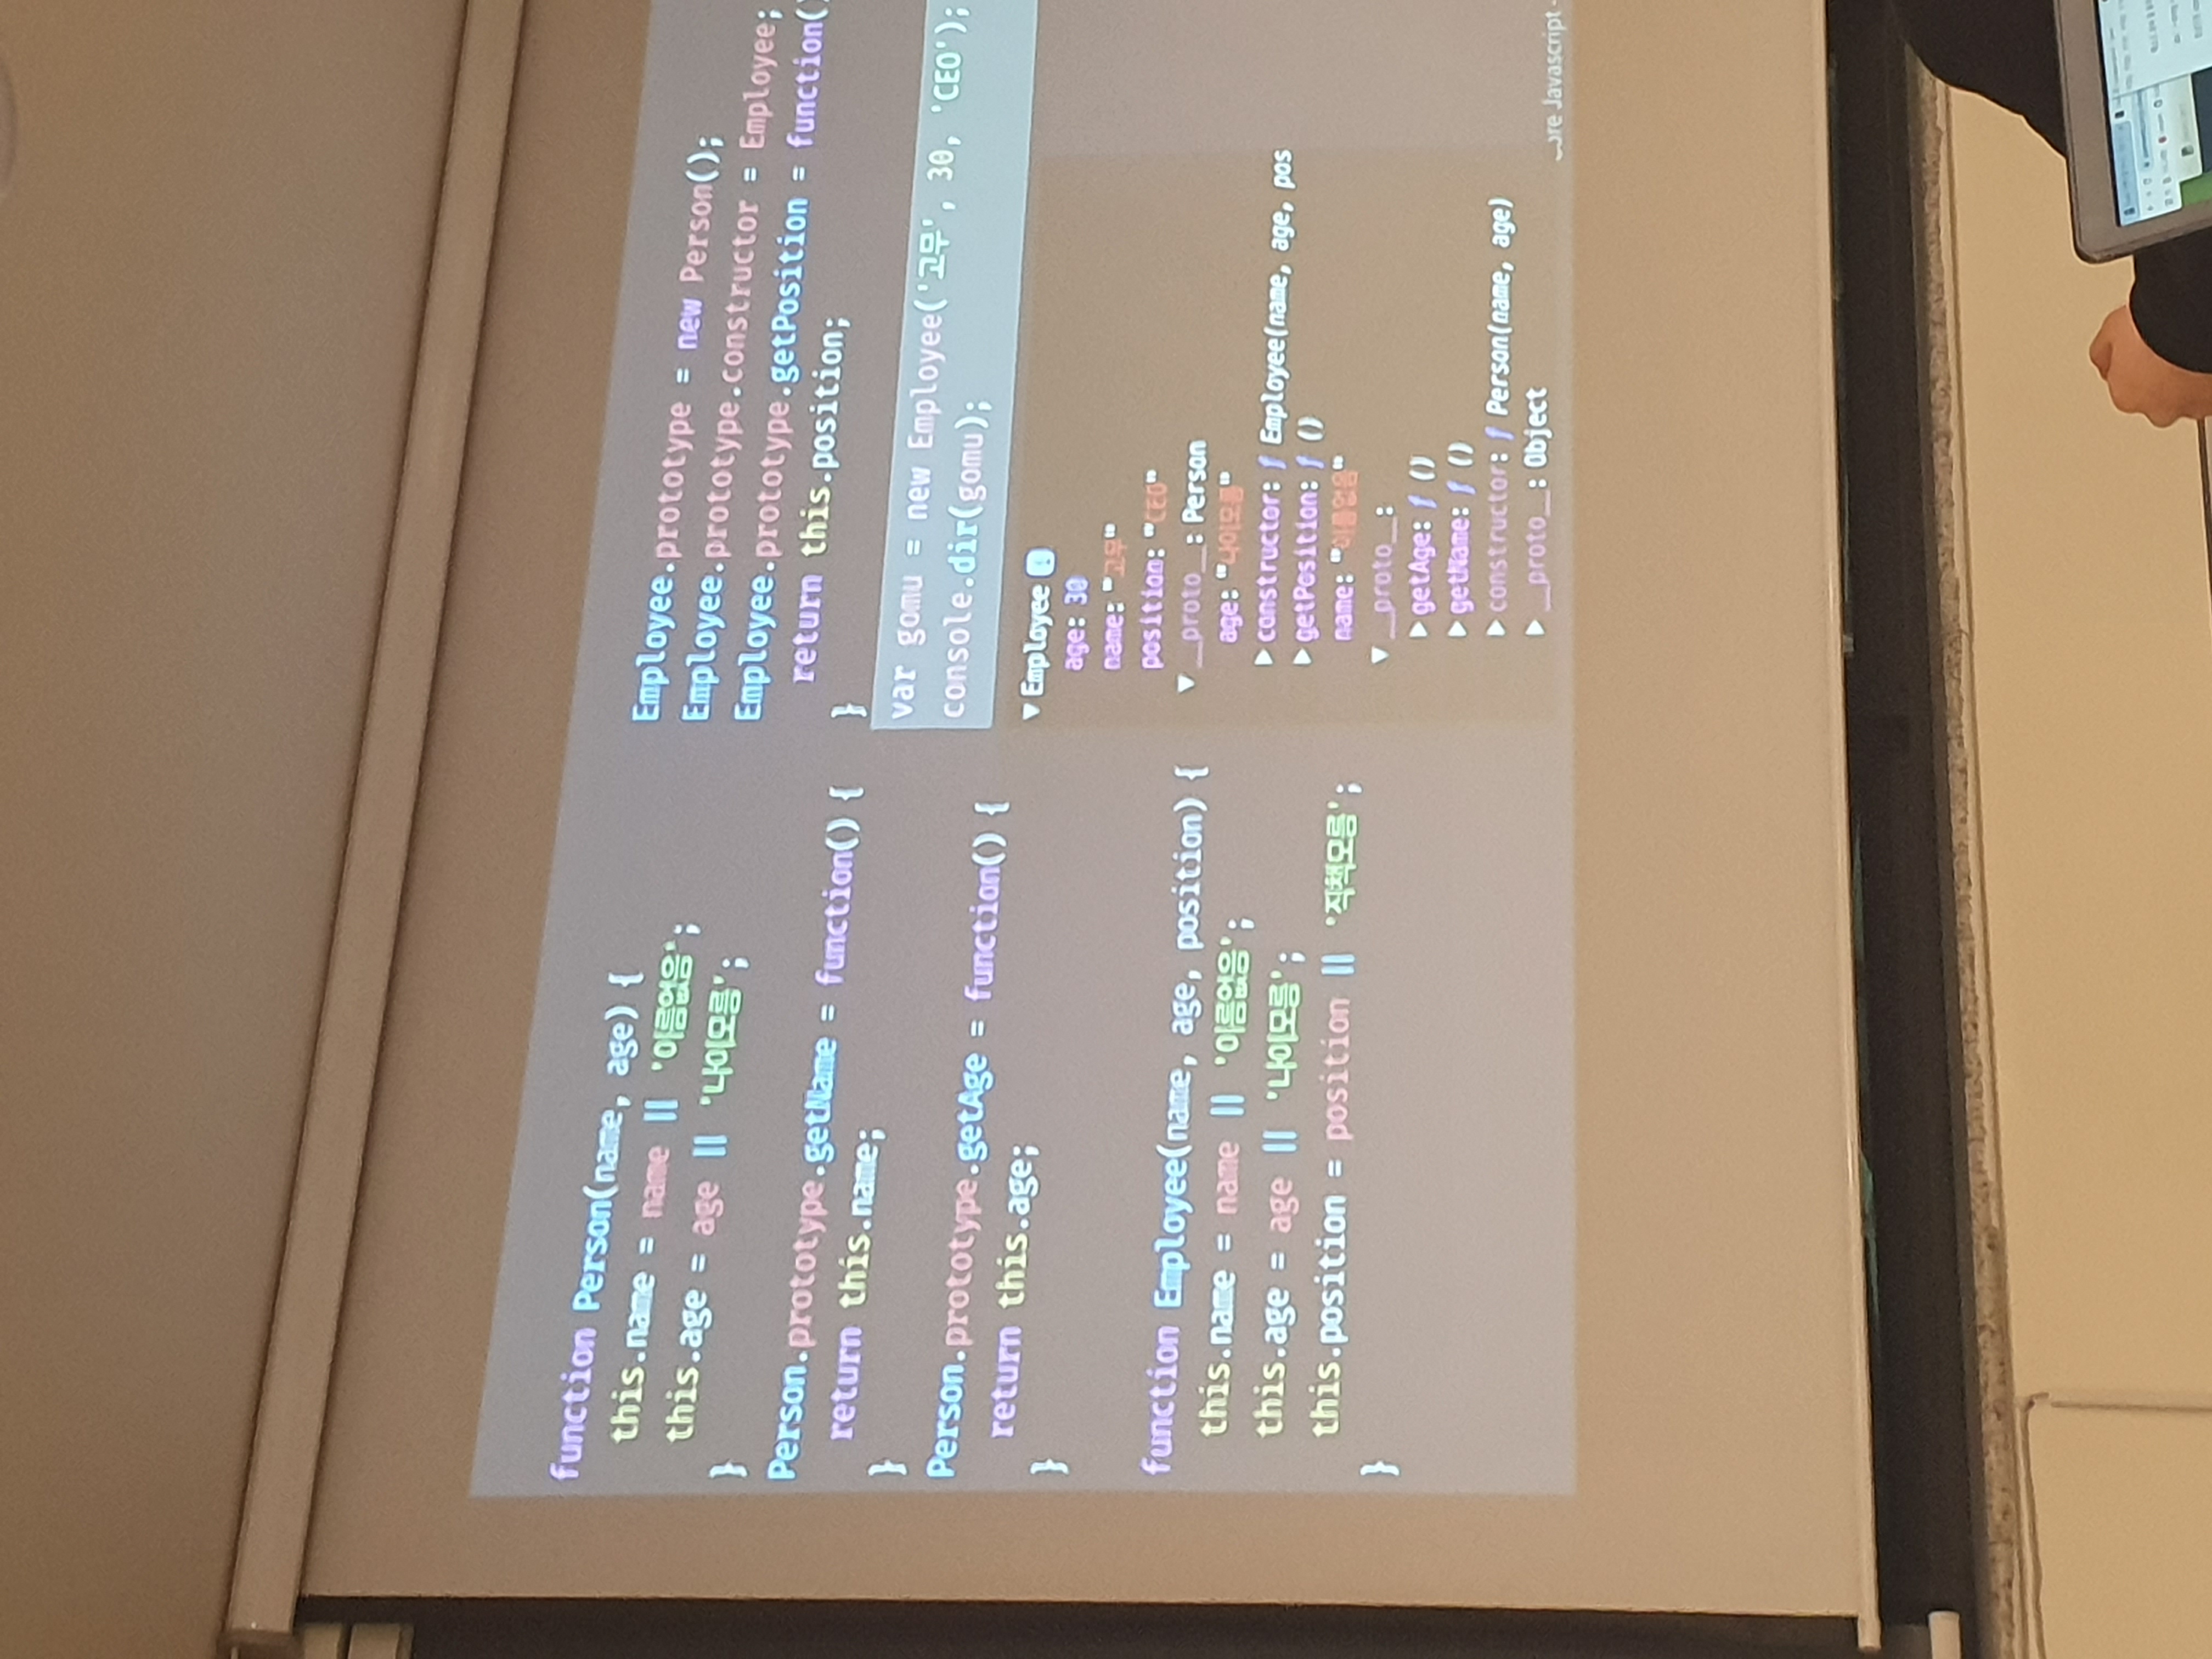 function Person(name, age) {
this.name = name || '이름없음';
this.age = age || '나이모름';
}
Person.prototype.getName = function() {
return this.name;
}
Person.prototype.getAge = function() {
return this.age;
}
function Employee(name, age, position) {
this.name = name || '이름없음';
this.age = age || '나이모름';
this.position = position || '직책모름';
}
Employee.prototype = new Person();
Employee.prototype.constructor = Employee;
Employee.prototype.getPosition = function()
return this.position;
}
var gomu = new Employee('고무', 30, 'CEO');
console.dir(gomu);
▼ Employee
age: 30
name: "고무"
position: "CEO"
▼ __proto__: Person
age: "나이모름"
▶ constructor: ƒ Employee(name, age, pos
▶ getPosition: ƒ ()
name: "이름없음"
▼ __proto__:
▶ getAge: ƒ ()
▶ getName: ƒ ()
▶ constructor: ƒ Person(name, age)
▶ __proto__: Object
Javascript -